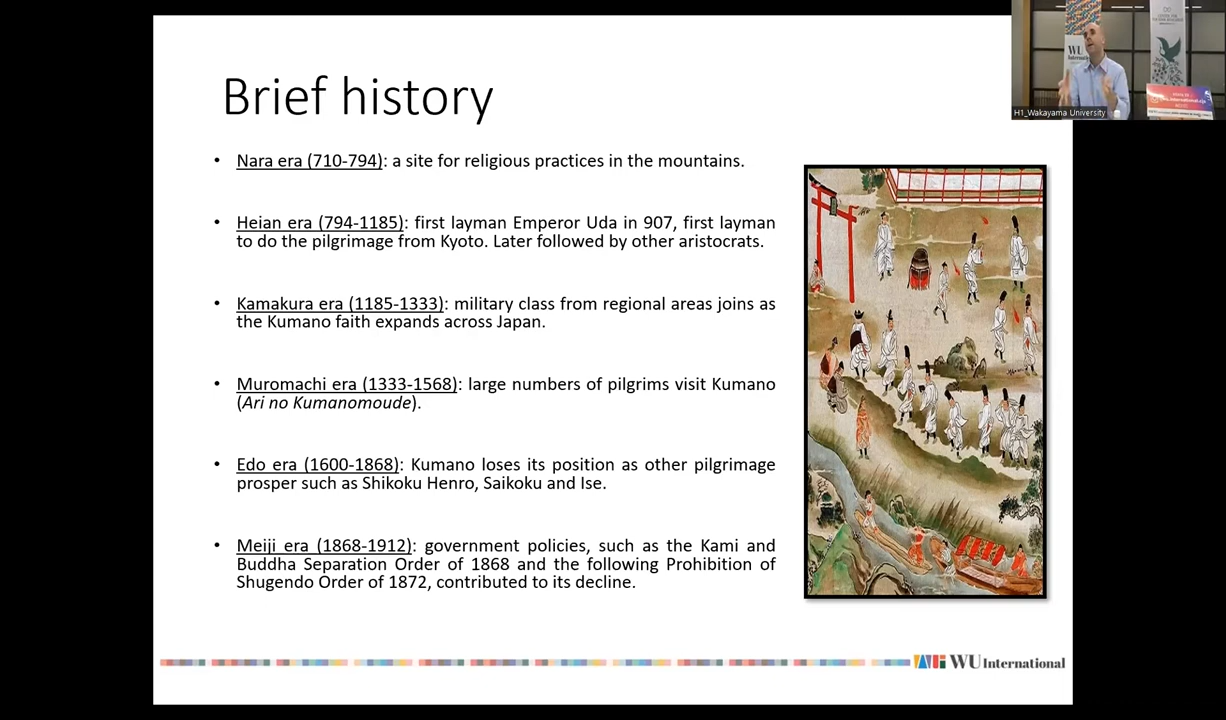 Brief history
• Nara era (710-794): a site for religious practices in the mountains.
• Heian era (794-1185): first layman Emperor Uda in 907, first layman
to do the pilgrimage from Kyoto. Later followed by other aristocrats.
• Kamakura era (1185-1333): military class from regional areas joins as
the Kumano faith expands across Japan.
• Muromachi era (1333-1568): large numbers of pilgrims visit Kumano
(Ari no Kumanomoude).
• Edo era (1600-1868): Kumano loses its position as other pilgrimage
prosper such as Shikoku Henro, Saikoku and Ise.
• Meiji era (1868-1912): government policies, such as the Kami and
Buddha Separation Order of 1868 and the following Prohibition of
Shugendo Order of 1872, contributed to its decline.
WU International
WU
H1_Wakayama University